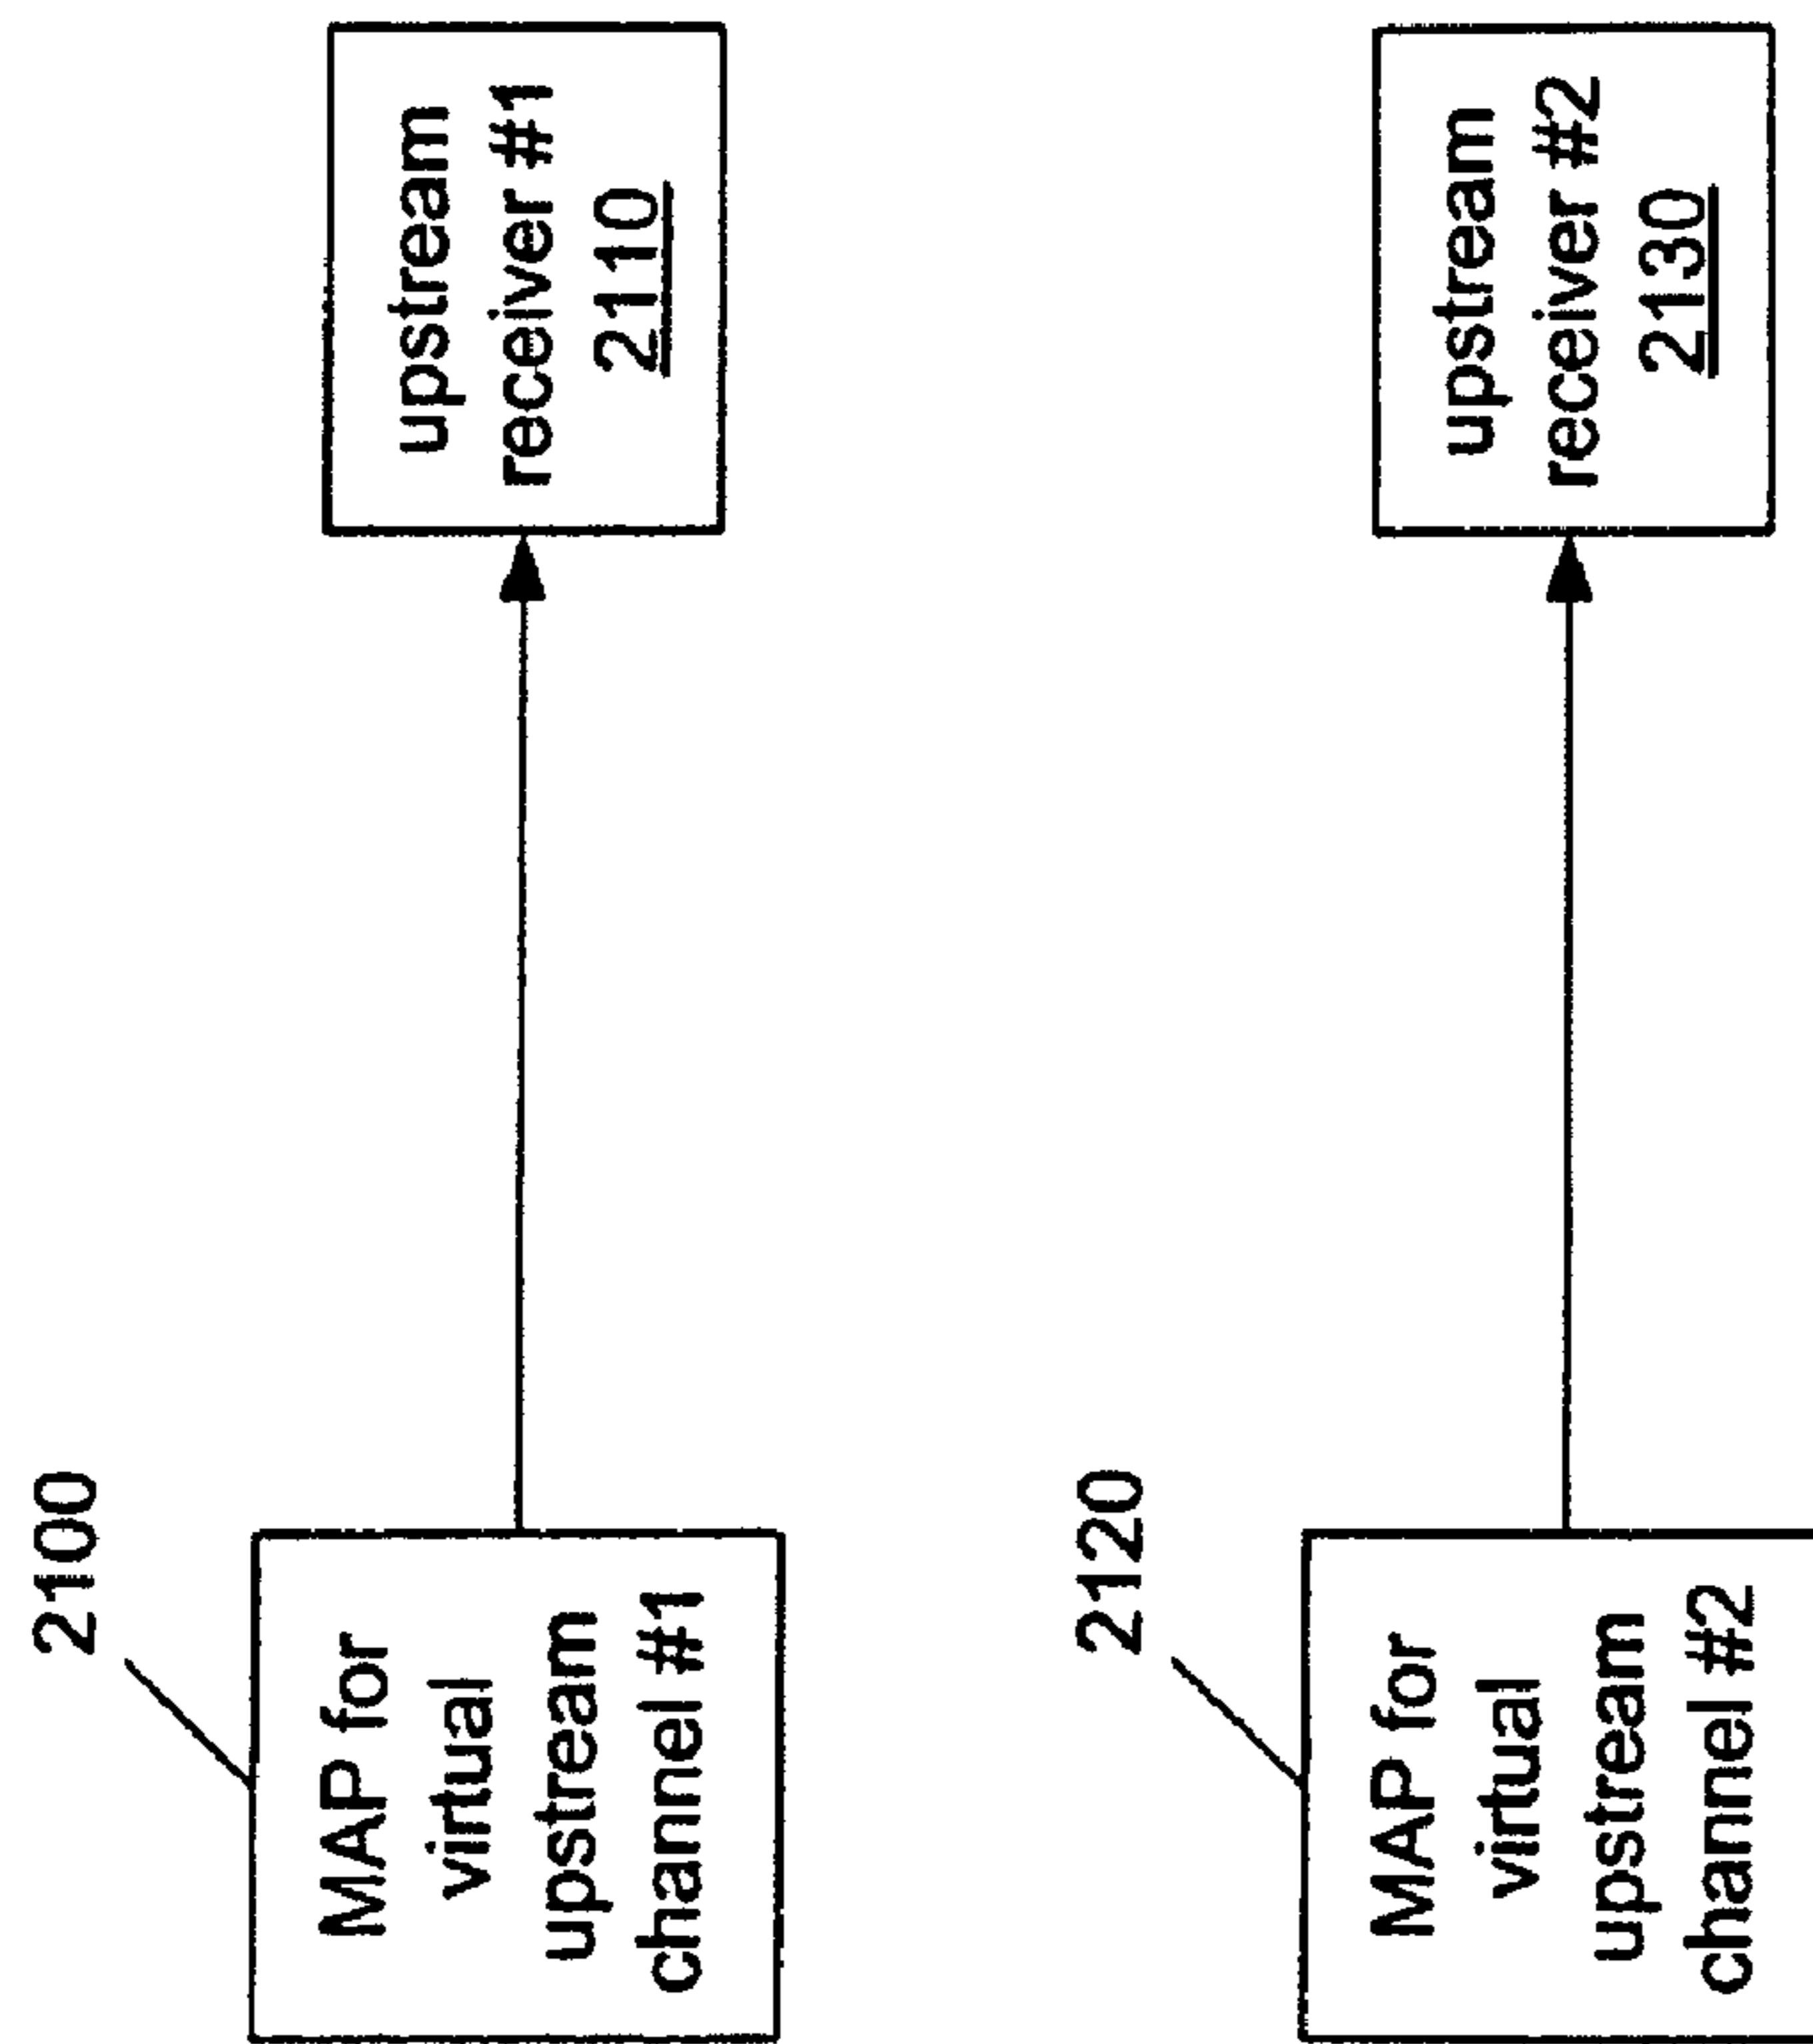 2100
MAP for
virtual
upstream
channel #1
upstream
receiver #1
2110
2120
MAP for
virtual
upstream
channel #2
upstream
receiver #2
2130